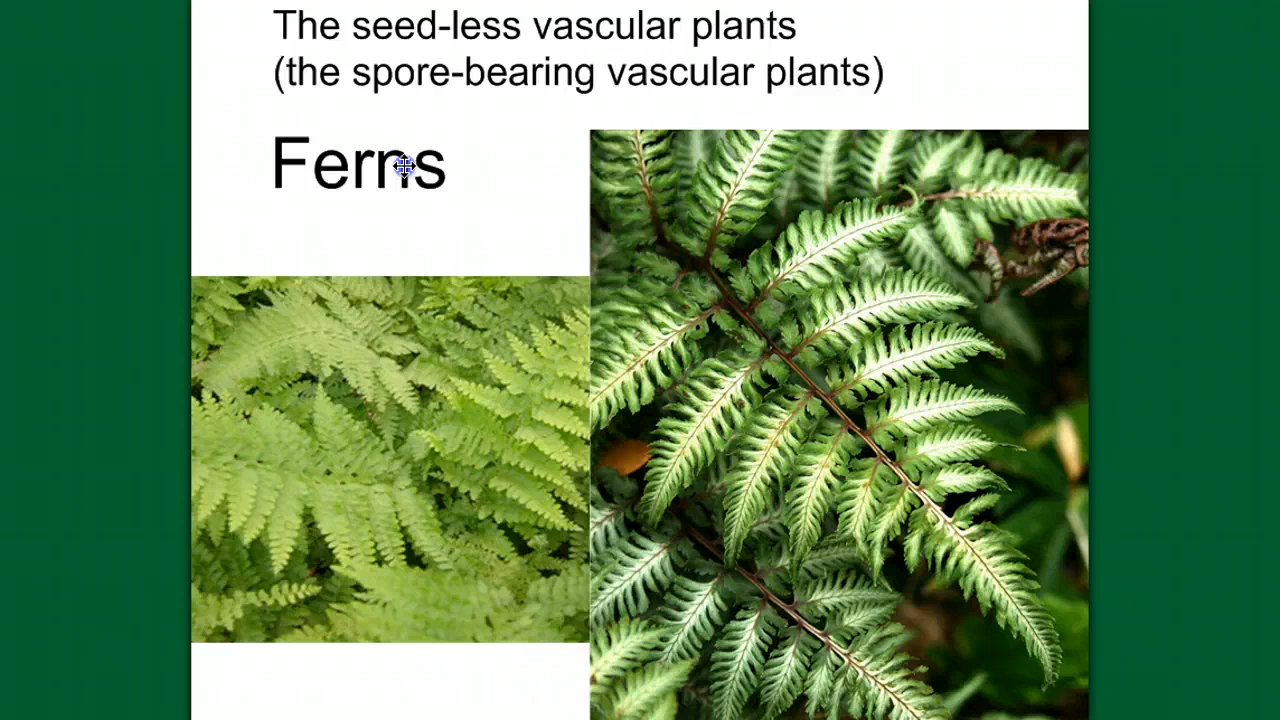 The seed-less vascular plants
(the spore-bearing vascular plants)
Ferns